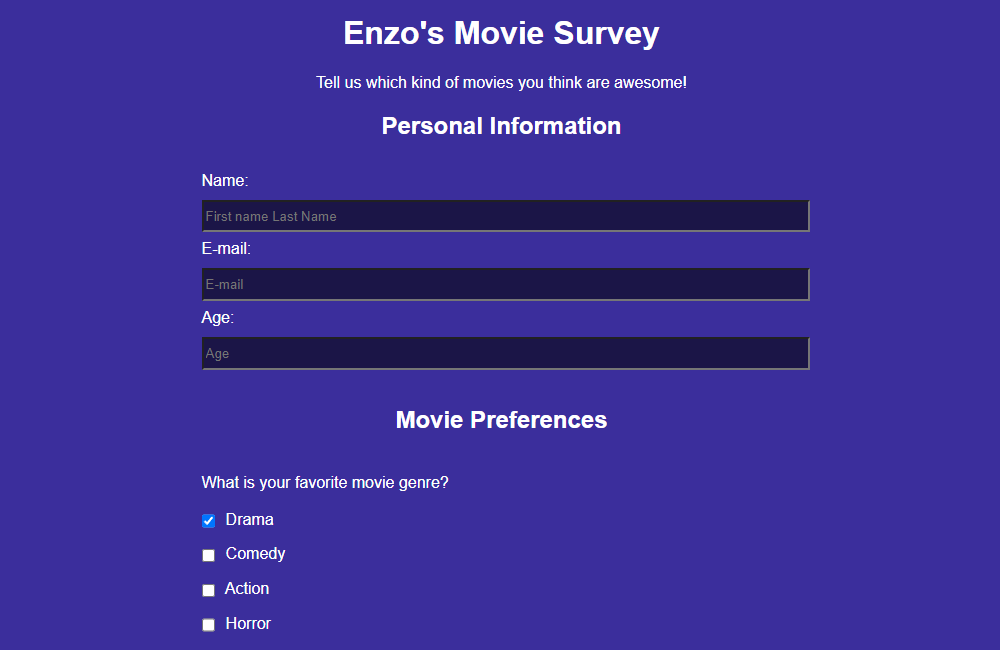 Enzo's Movie Survey
Tell us which kind of movies you think are awesome!
Personal Information
Name:
First name Last Name
E-mail:
E-mail
Age:
Age
Movie Preferences
What is your favorite movie genre?
Drama
Comedy
Action
Horror